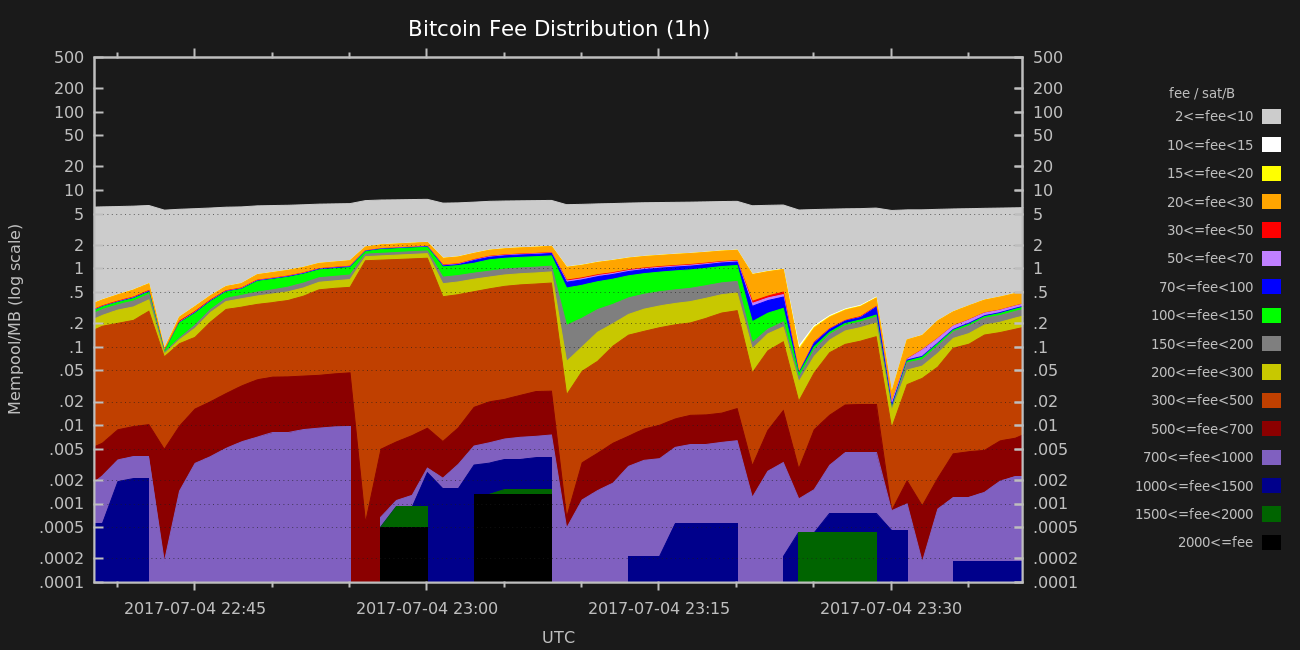 Bitcoin Fee Distribution (1h)
500 500
200 200
100 100
50 50
20 20
10 10
5 5
2 2
1 1
.5 .5
.2 .2
.1 .1
.05 .05
.02 .02
.01 .01
.005 .005
.002 .002
.001 .001
.0005 .0005
.0002 .0002
.0001 .0001
Mempool/MB (log scale)
2017-07-04 22:45 2017-07-04 23:00 2017-07-04 23:15 2017-07-04 23:30
UTC
fee / sat/B
2<=fee<10
10<=fee<15
15<=fee<20
20<=fee<30
30<=fee<50
50<=fee<70
70<=fee<100
100<=fee<150
150<=fee<200
200<=fee<300
300<=fee<500
500<=fee<700
700<=fee<1000
1000<=fee<1500
1500<=fee<2000
2000<=fee